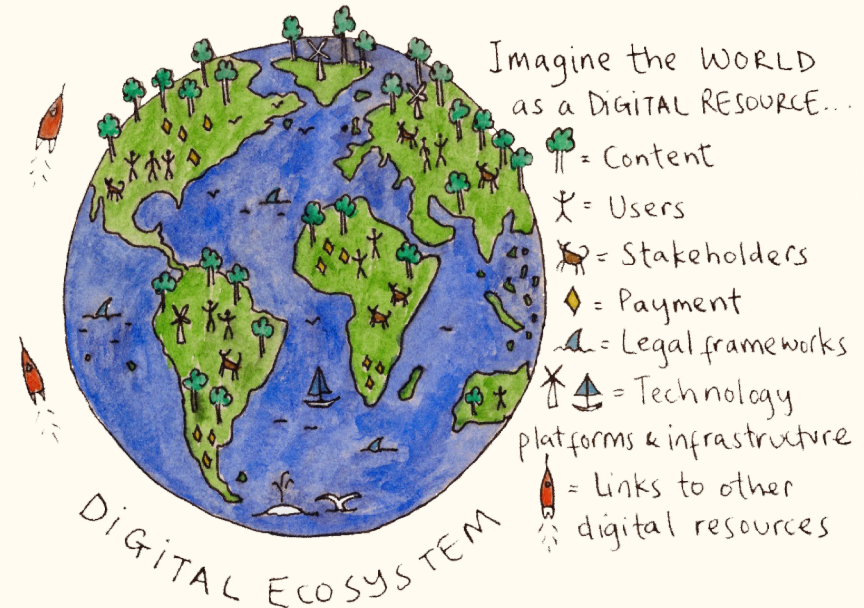 Imagine the WORLD
as a DIGITAL RESOURCE...
= Content
= Users
= Stakeholders
= Payment
= Legal frameworks
= Technology
platforms & infrastructure
= Links to other
digital resources
DIGITAL ECOSYSTEM